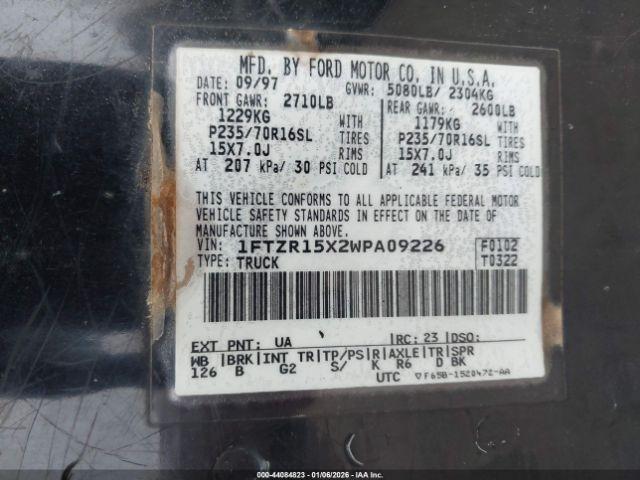 MFD. BY FORD MOTOR CO. IN U.S.A.
DATE: 09/97 GVWR: 5080LB/ 2304KG
FRONT GAWR: 2710LB REAR GAWR: 2600LB
1229KG WITH 1179KG WITH
P235/70R16SL TIRES P235/70R16SL TIRES
15X7.0J RIMS 15X7.0J RIMS
AT 207 kPa/ 30 PSI COLD AT 241 kPa/ 35 PSI COLD
THIS VEHICLE CONFORMS TO ALL APPLICABLE FEDERAL MOTOR
VEHICLE SAFETY STANDARDS IN EFFECT ON THE DATE OF
MANUFACTURE SHOWN ABOVE.
VIN: 1FTZR15X2WPA09226 F0102
TYPE: TRUCK T0322
EXT PNT: UA RC: 23 DSO:
WB BRK INT TR TP/PS R AXLE TR SPR
126 B G2 S/ K R6 D BK
UTC ▽F65B-1520472-AA
000-44084823 - 01/06/2026 - IAA Inc.